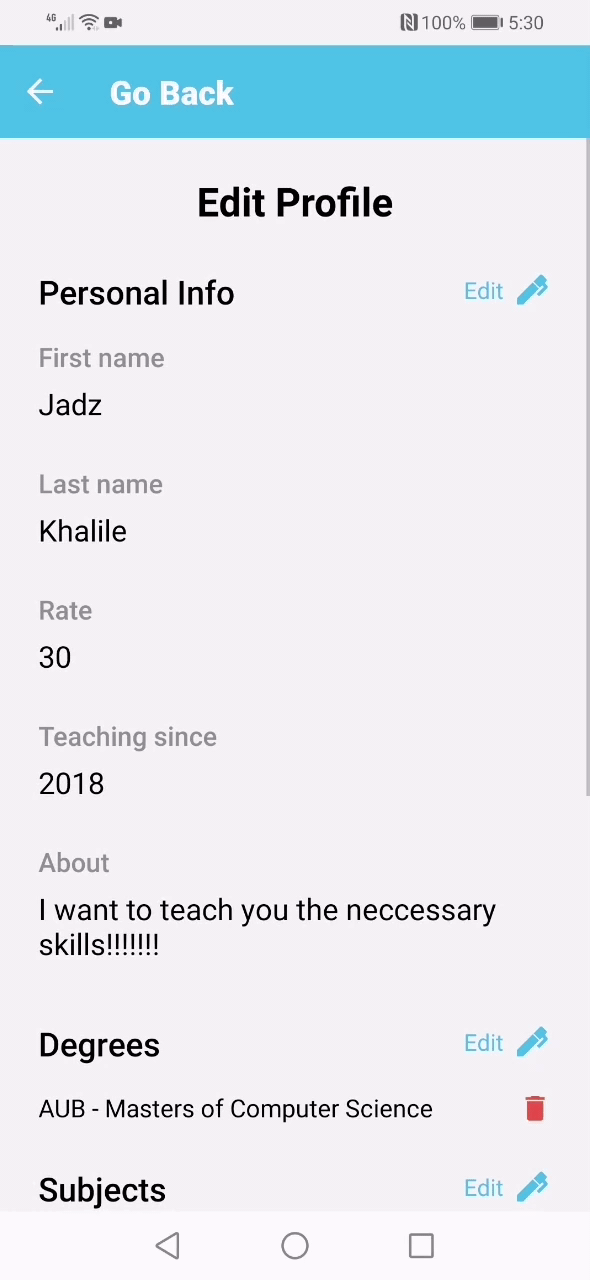 4G 100% 5:30
Go Back
Edit Profile
Personal Info Edit
First name
Jadz
Last name
Khalile
Rate
30
Teaching since
2018
About
I want to teach you the neccessary
skills!!!!!!!
Degrees Edit
AUB - Masters of Computer Science
Subjects Edit